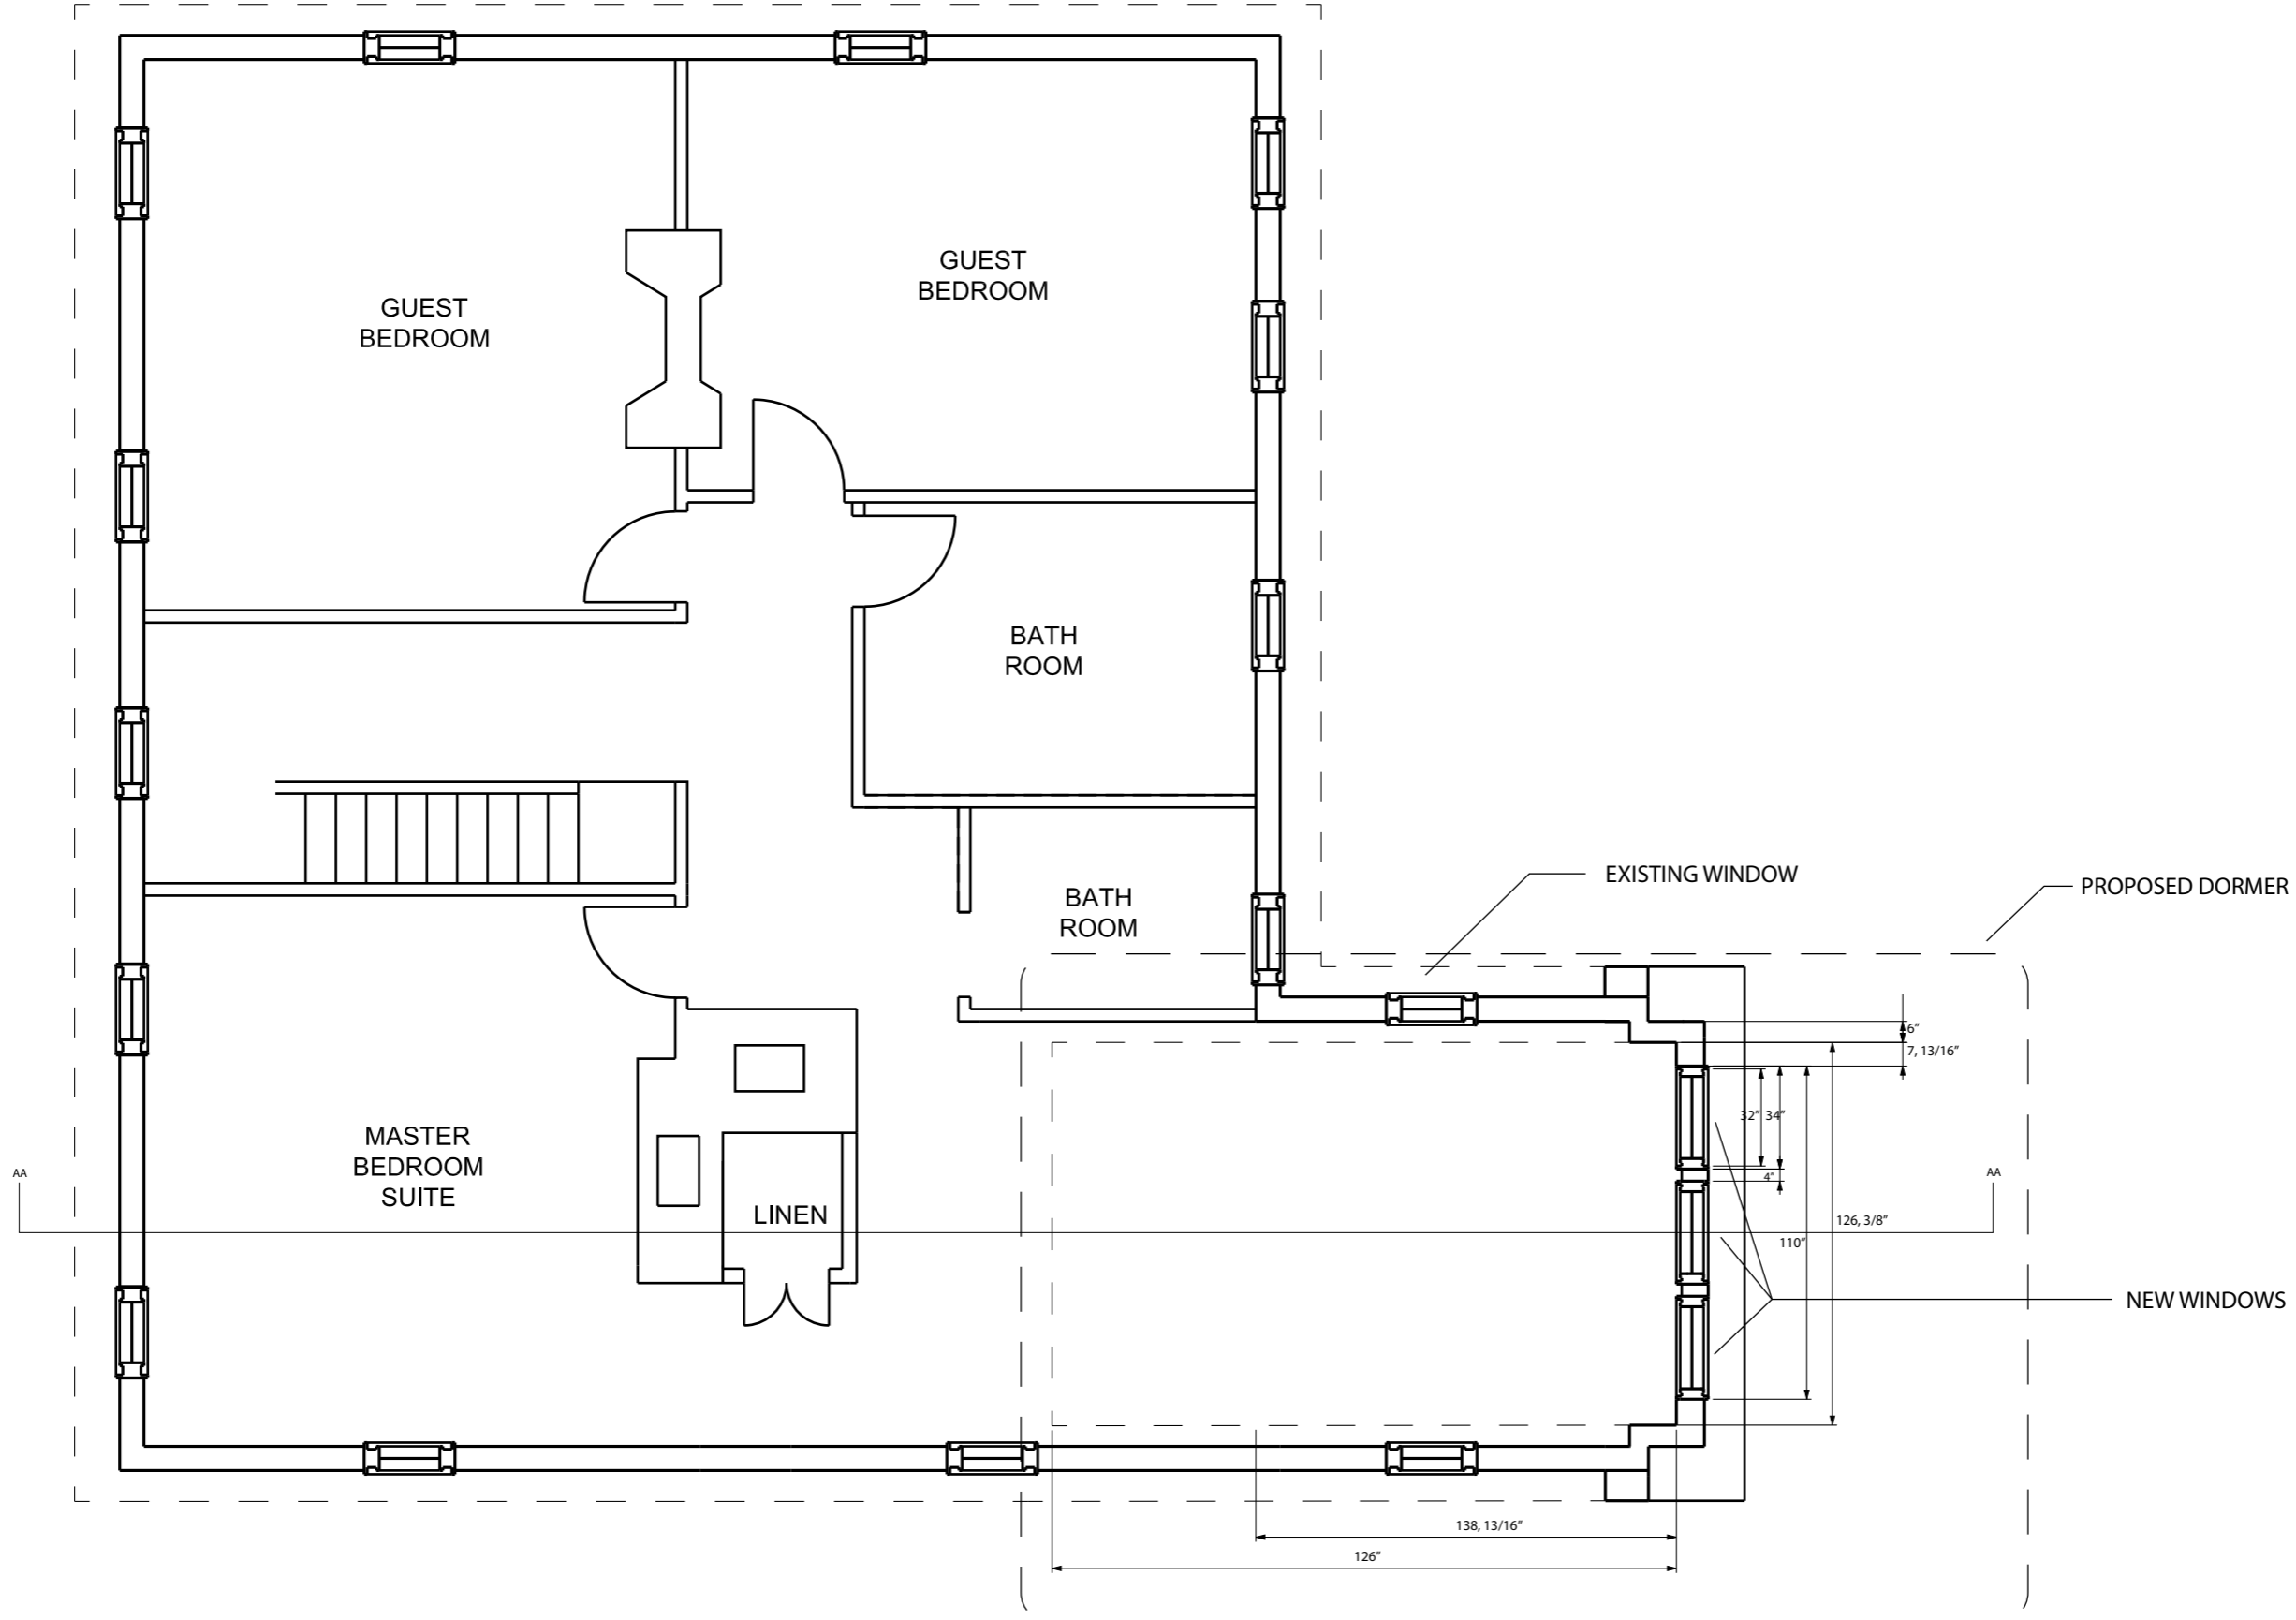 GUEST
BEDROOM
GUEST
BEDROOM
BATH
ROOM
EXISTING WINDOW
PROPOSED DORMER
BATH
ROOM
6"
7, 13/16"
32" 34"
4"
MASTER
BEDROOM
SUITE
AA
AA
LINEN
126, 3/8"
110"
NEW WINDOWS
138, 13/16"
126"